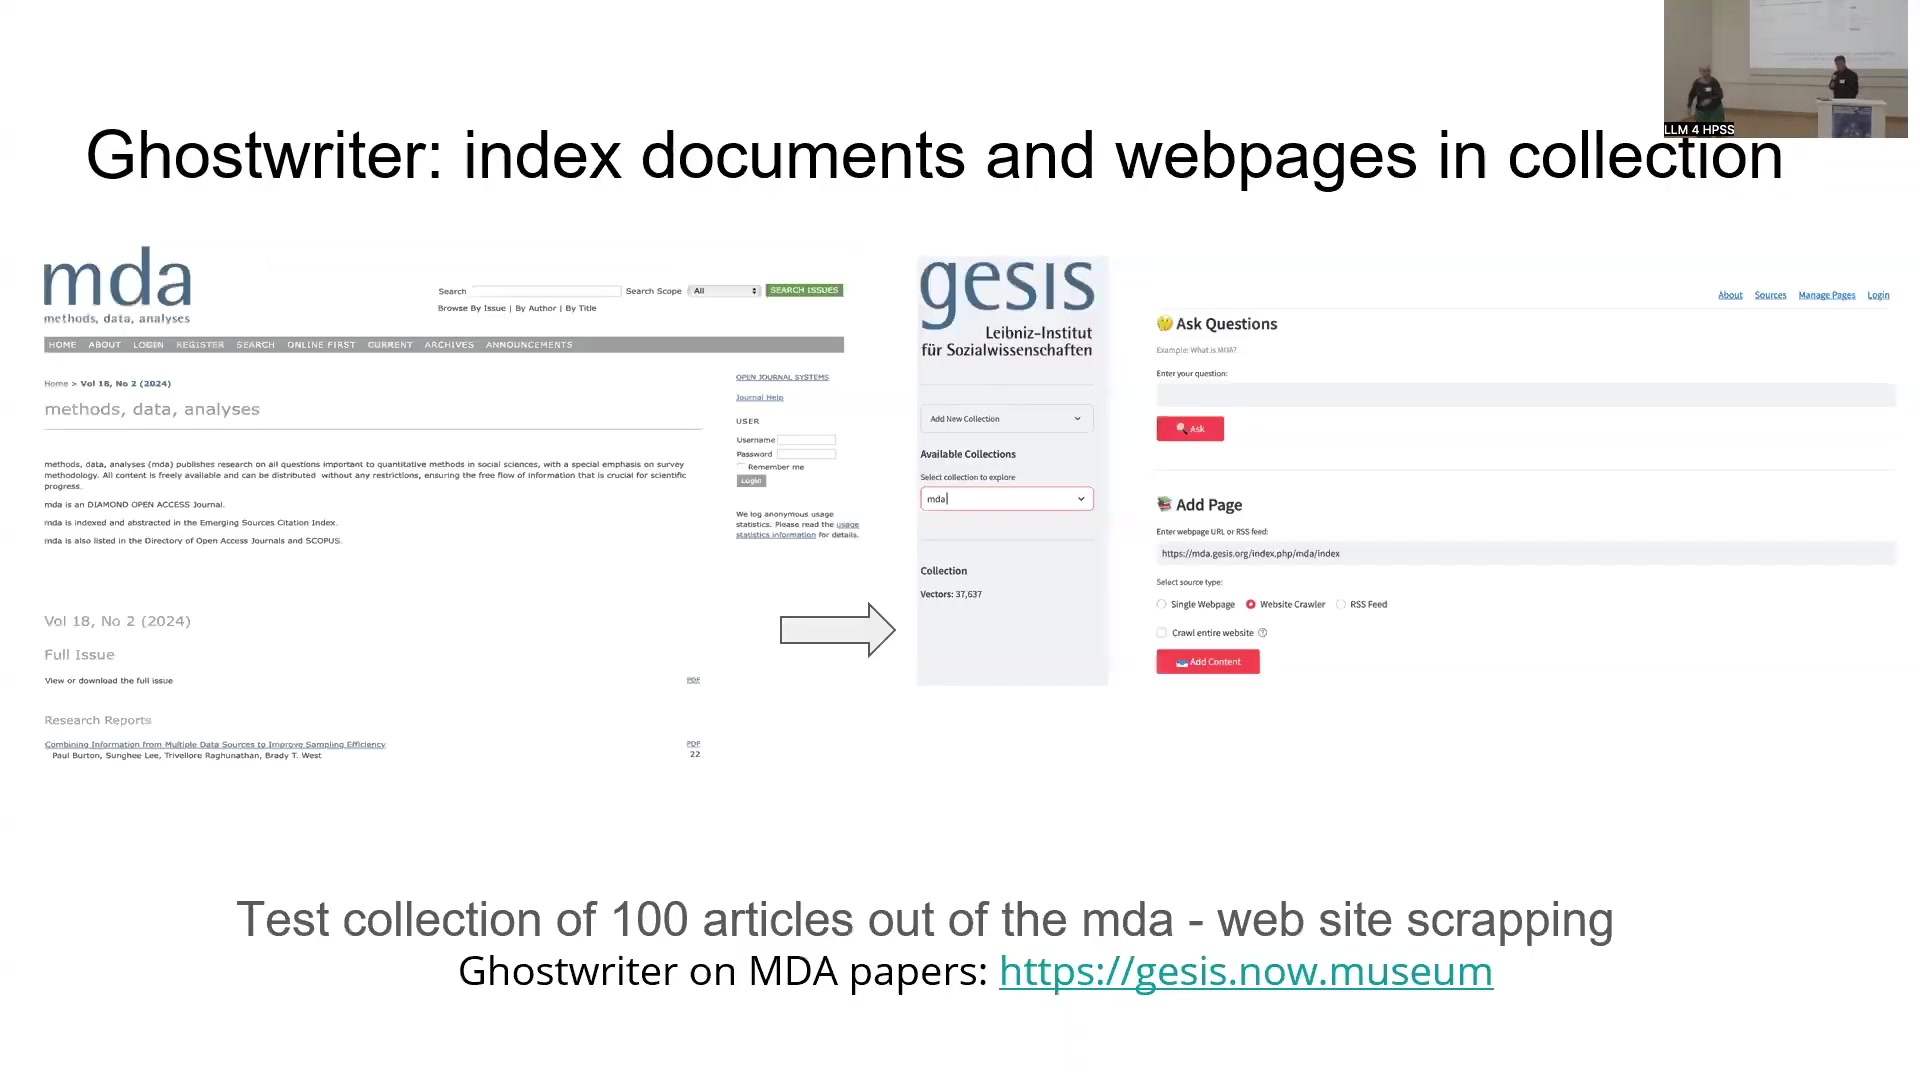 LLM 4 HPSS
Ghostwriter: index documents and webpages in collection
mda
methods, data, analyses
Search
Search Scope All SEARCH ISSUES
Browse By Issue | By Author | By Title
HOME ABOUT LOGIN REGISTER SEARCH ONLINE FIRST CURRENT ARCHIVES ANNOUNCEMENTS
Home > Vol 18, No 2 (2024)
methods, data, analyses
methods, data, analyses (mda) publishes research on all questions important to quantitative methods in social sciences, with a special emphasis on survey
methodology. All content is freely available and can be distributed without any restrictions, ensuring the free flow of information that is crucial for scientific
progress.
mda is an DIAMOND OPEN ACCESS Journal.
mda is indexed and abstracted in the Emerging Sources Citation Index.
mda is also listed in the Directory of Open Access Journals and SCOPUS.
Vol 18, No 2 (2024)
Full Issue
View or download the full issue PDF
Research Reports
Combining Information from Multiple Data Sources to Improve Sampling Efficiency PDF
Paul Burton, Sunghee Lee, Trivellore Raghunathan, Brady T. West 22
OPEN JOURNAL SYSTEMS
Journal Help
USER
Username
Password
Remember me
Login
We log anonymous usage
statistics. Please read the usage
statistics information for details.
gesis
Leibniz-Institut
für Sozialwissenschaften
Add New Collection
Available Collections
Select collection to explore
mda
Collection
Vectors: 37,637
About Sources Manage Pages Login
Ask Questions
Example: What is MDA?
Enter your question:
Ask
Add Page
Enter webpage URL or RSS feed:
https://mda.gesis.org/index.php/mda/index
Select source type:
Single Webpage Website Crawler RSS Feed
Crawl entire website ?
Add Content
Test collection of 100 articles out of the mda - web site scrapping
Ghostwriter on MDA papers: https://gesis.now.museum